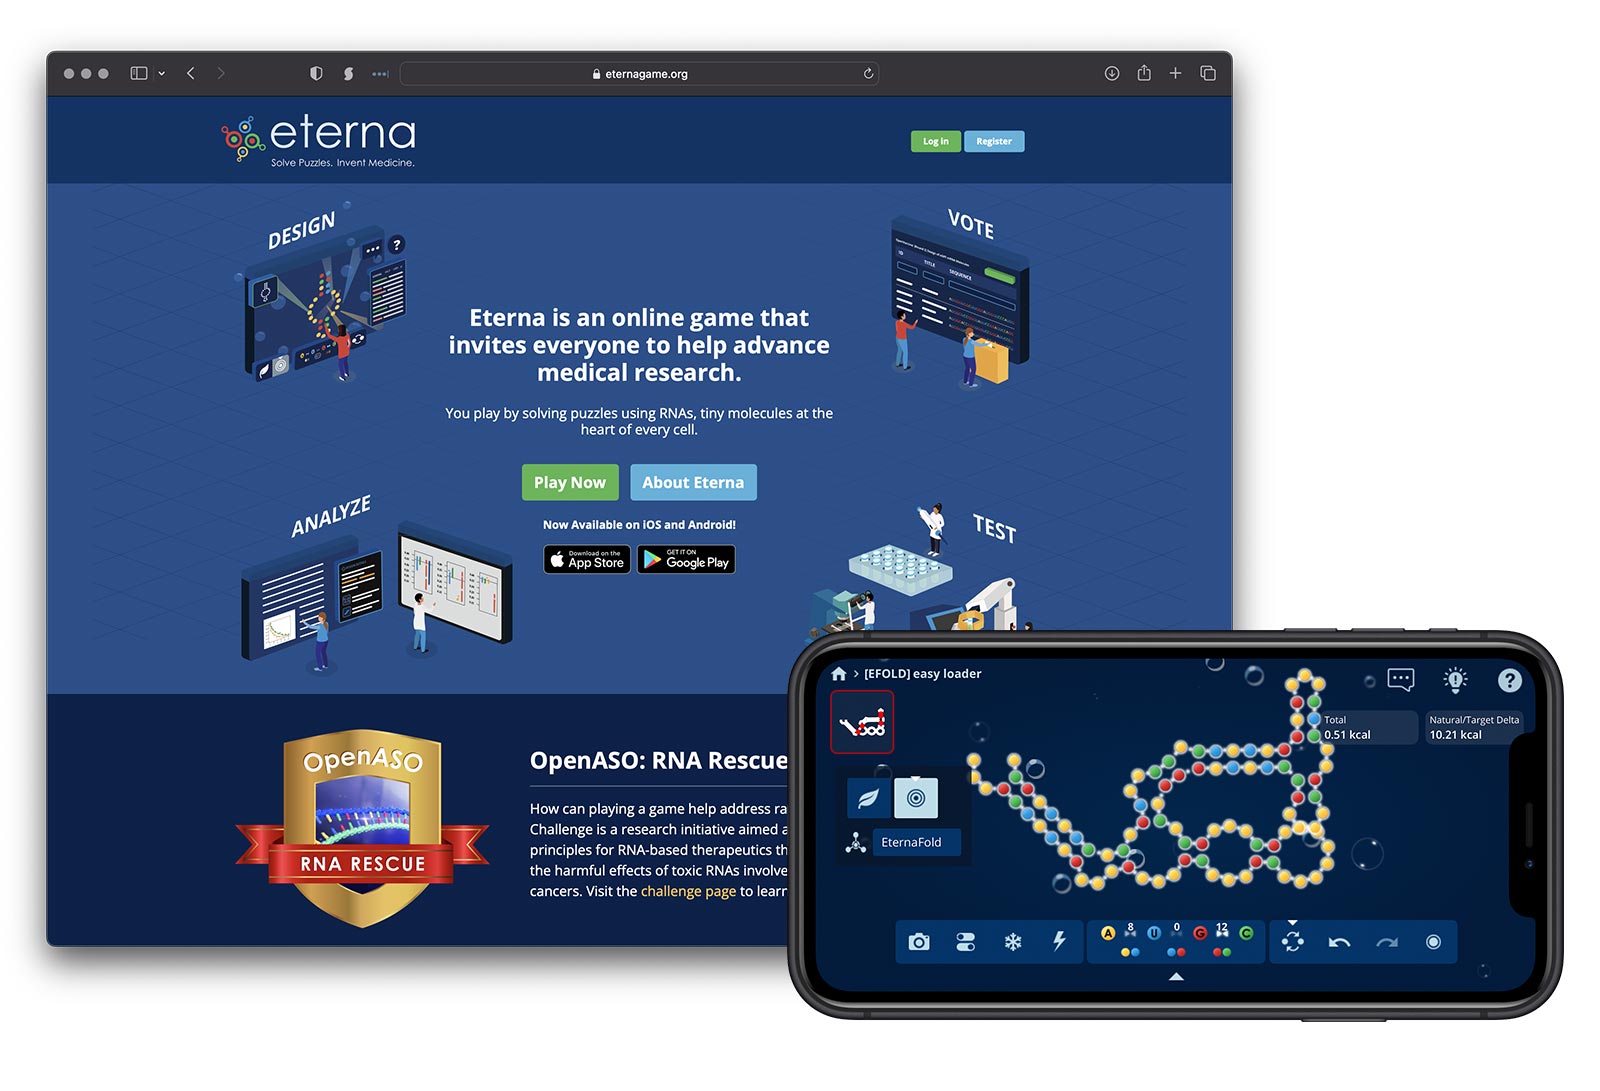 eternagame.org
eterna
Solve Puzzles. Invent Medicine.
Log in
Register
DESIGN
?
VOTE
ID
TITLE
SEQUENCE
Eterna is an online game that
invites everyone to help advance
medical research.
You play by solving puzzles using RNAs, tiny molecules at the
heart of every cell.
Play Now
About Eterna
Now Available on iOS and Android!
Download on the
App Store
GET IT ON
Google Play
ANALYZE
TEST
OpenASO
RNA RESCUE
OpenASO: RNA Rescue
How can playing a game help address ra
Challenge is a research initiative aimed a
principles for RNA-based therapeutics th
the harmful effects of toxic RNAs involve
cancers. Visit the challenge page to learn
> [EFOLD] easy loader
?
Total
0.51 kcal
Natural/Target Delta
10.21 kcal
EternaFold
8 0 12
A U G C